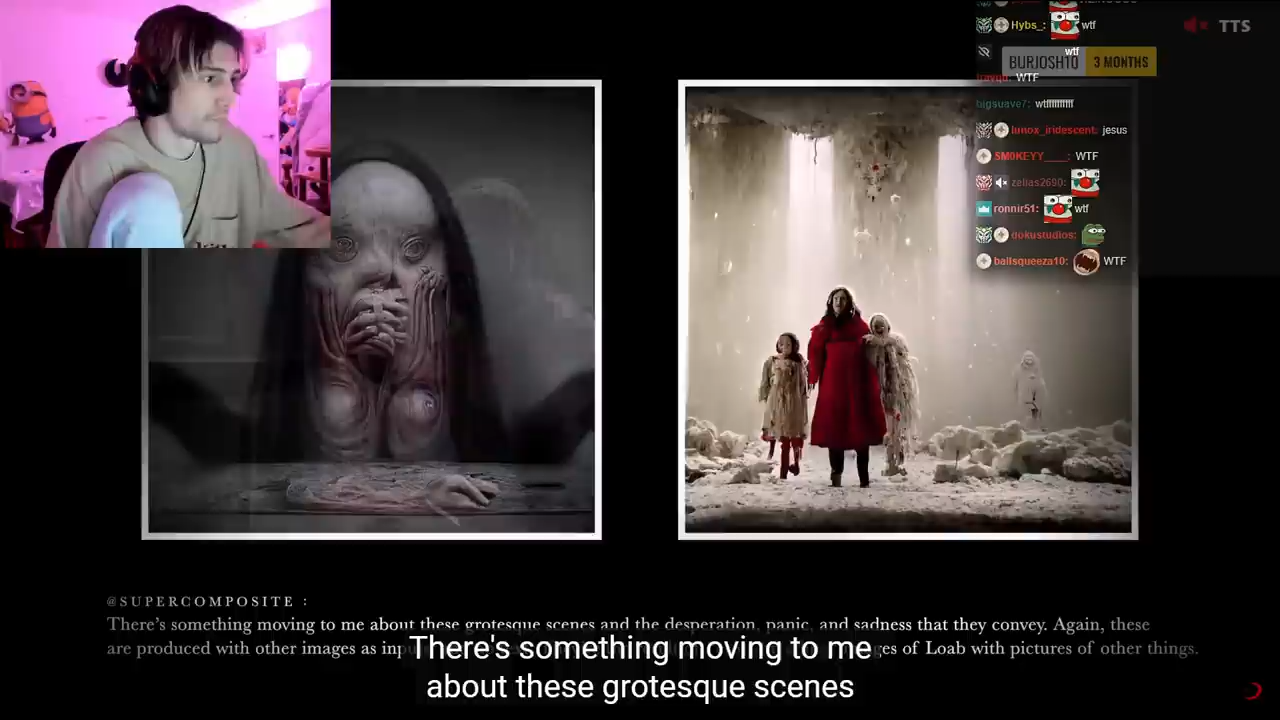 Hybs_: wtf
TTS
wtf
BURJOSH10 3 MONTHS
WTF
bigsuave7: wtffffffffff
lunox_iridescent: jesus
SM0KEYY____: WTF
zelias2690:
ronnir51: wtf
dokustudios:
ballsqueeza10: WTF
@SUPERCOMPOSITE :
There's something moving to me about these grotesque scenes and the desperation, panic, and sadness that they convey. Again, these
are produced with other images as inp
es of Loab with pictures of other things.
There's something moving to me
about these grotesque scenes